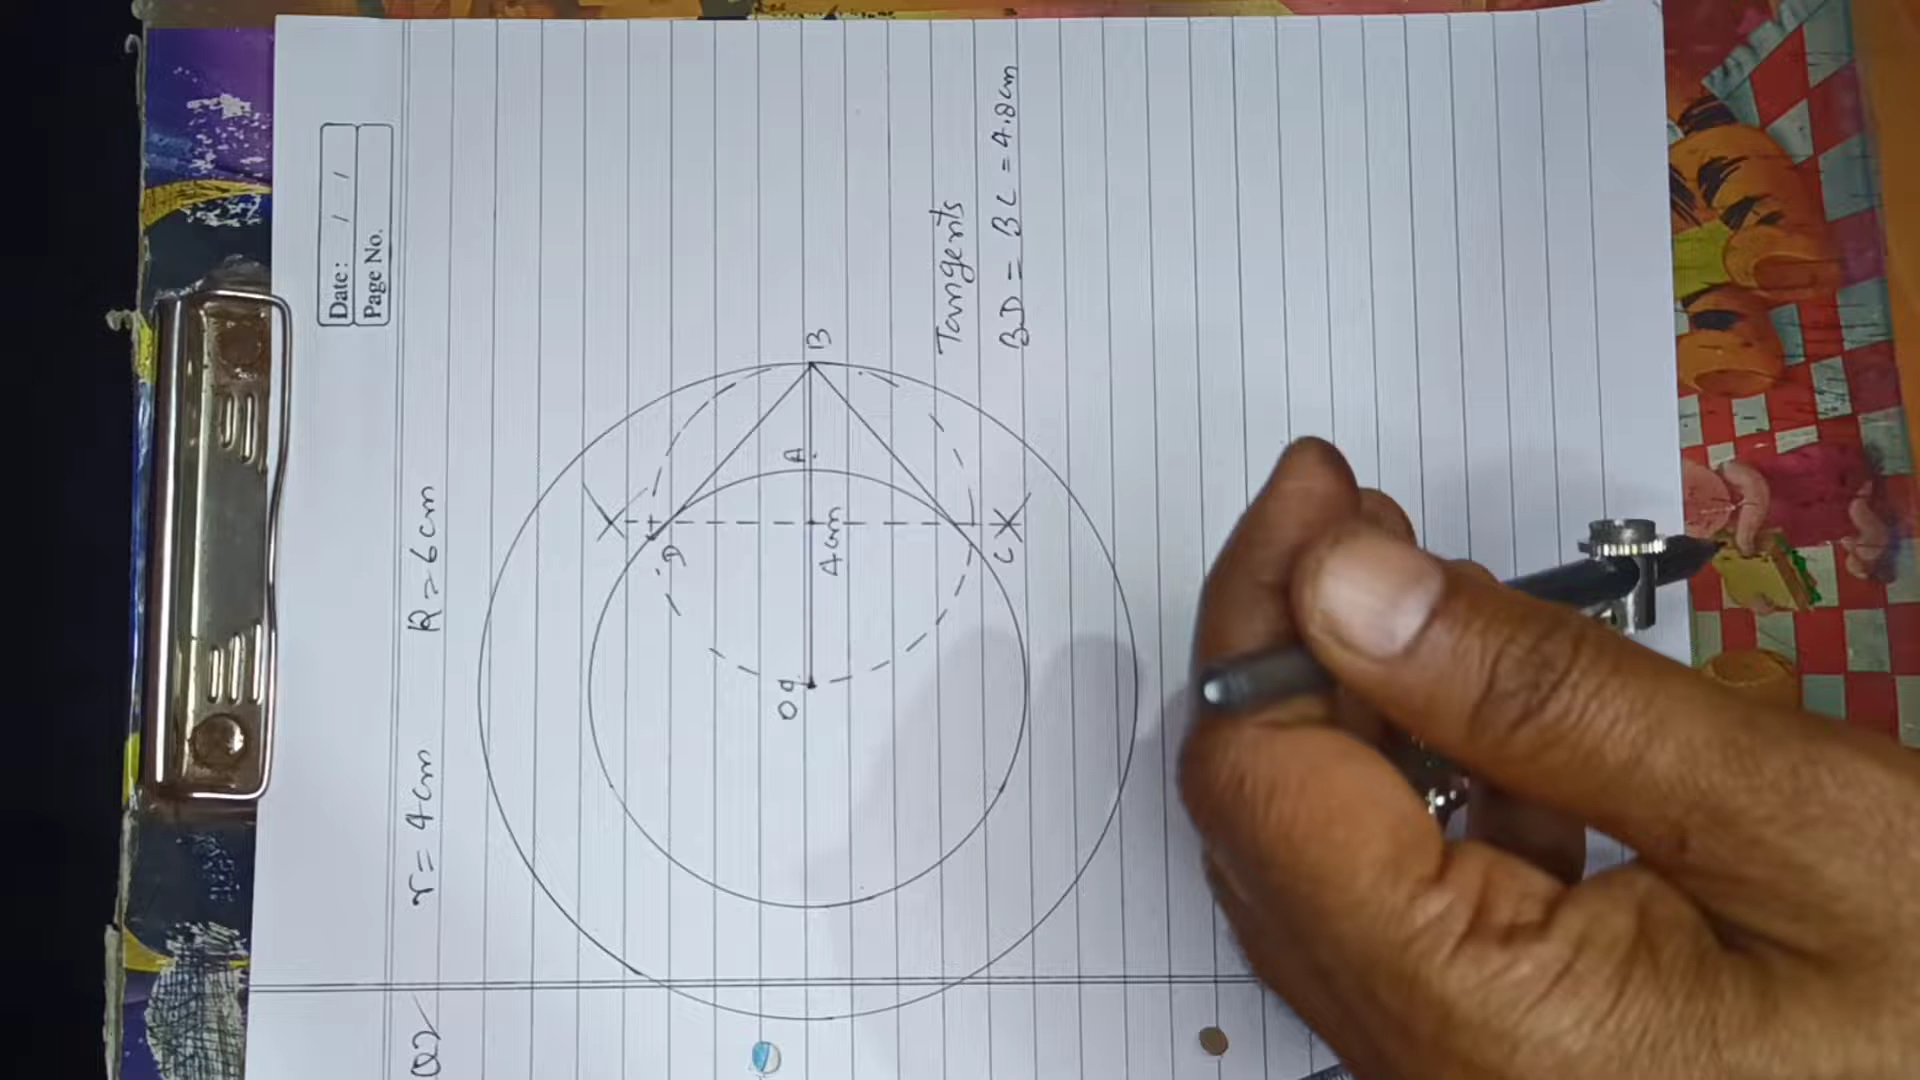 Date: / /
Page No.
Q2) r = 4cm R = 6cm
B
A
4cm
D
C
O
Tangents
BD = BC = 4.8cm